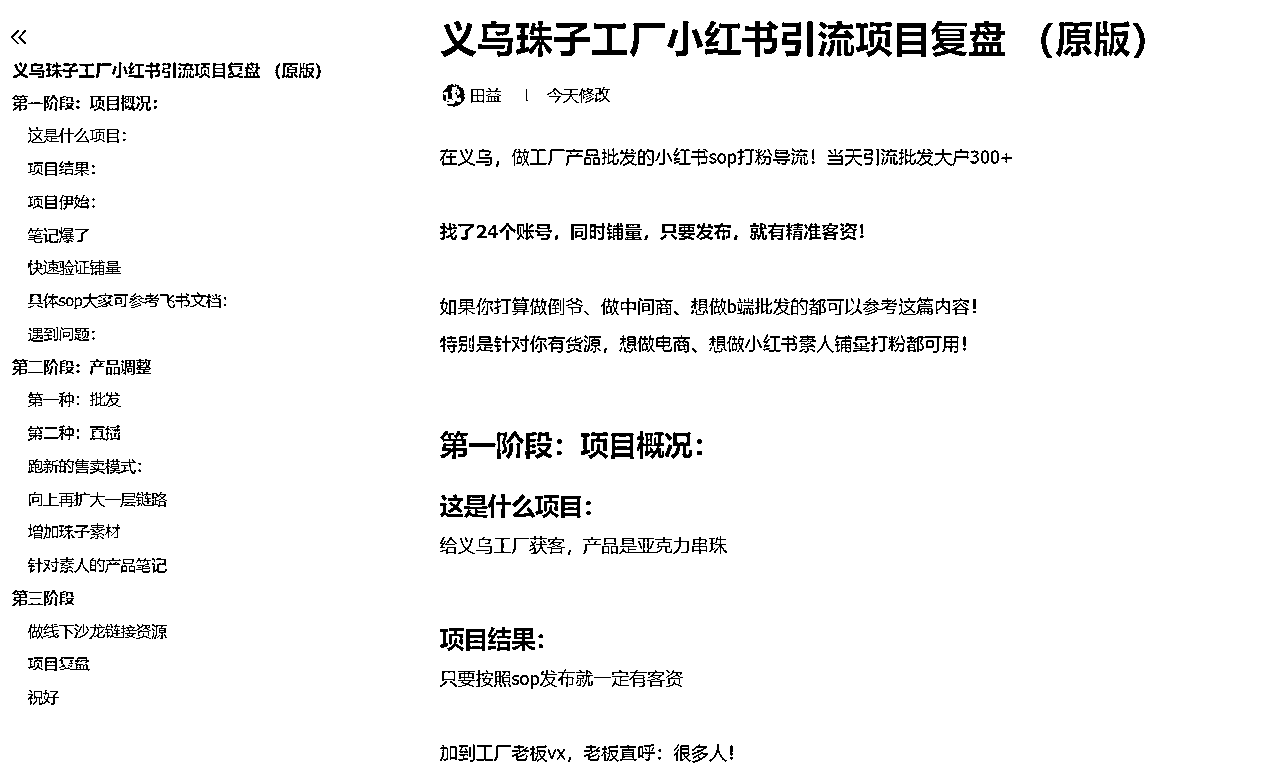 义乌珠子工厂小红书引流项目复盘 （原版）
第一阶段：项目概况：
这是什么项目：
项目结果：
项目伊始：
笔记爆了
快速验证铺量
具体sop大家可参考飞书文档：
遇到问题：
第二阶段：产品调整
第一种：批发
第二种：直播
跑新的售卖模式：
向上再扩大一层链路
增加珠子素材
针对素人的产品笔记
第三阶段
做线下沙龙链接资源
项目复盘
祝好
义乌珠子工厂小红书引流项目复盘 （原版）
田益 | 今天修改
在义乌，做工厂产品批发的小红书sop打粉导流！当天引流批发大户300+
找了24个账号，同时铺量，只要发布，就有精准客资！
如果你打算做倒爷、做中间商、想做b端批发的都可以参考这篇内容！
特别是针对你有货源，想做电商、想做小红书素人铺量打粉都可用！
第一阶段：项目概况：
这是什么项目：
给义乌工厂获客，产品是亚克力串珠
项目结果：
只要按照sop发布就一定有客资
加到工厂老板vx，老板直呼：很多人！